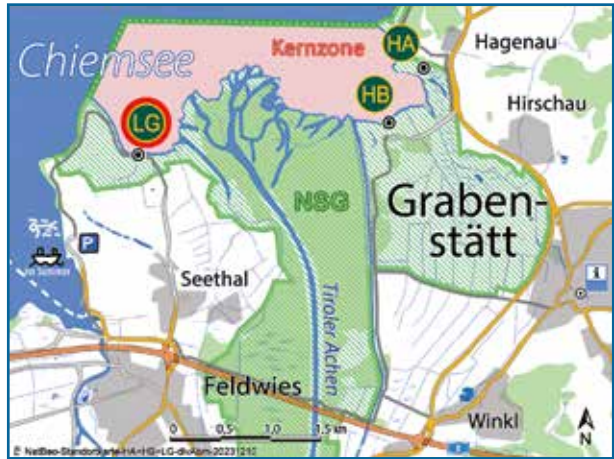 Chiemsee
Kernzone
HA
Hagenau
HB
LG
Hirschau
NSG
Graben-
stätt
P
i
Seethal
Tiroler Achen
Feldwies
0 0,5 1,0 1,5 km
Winkl
8
N